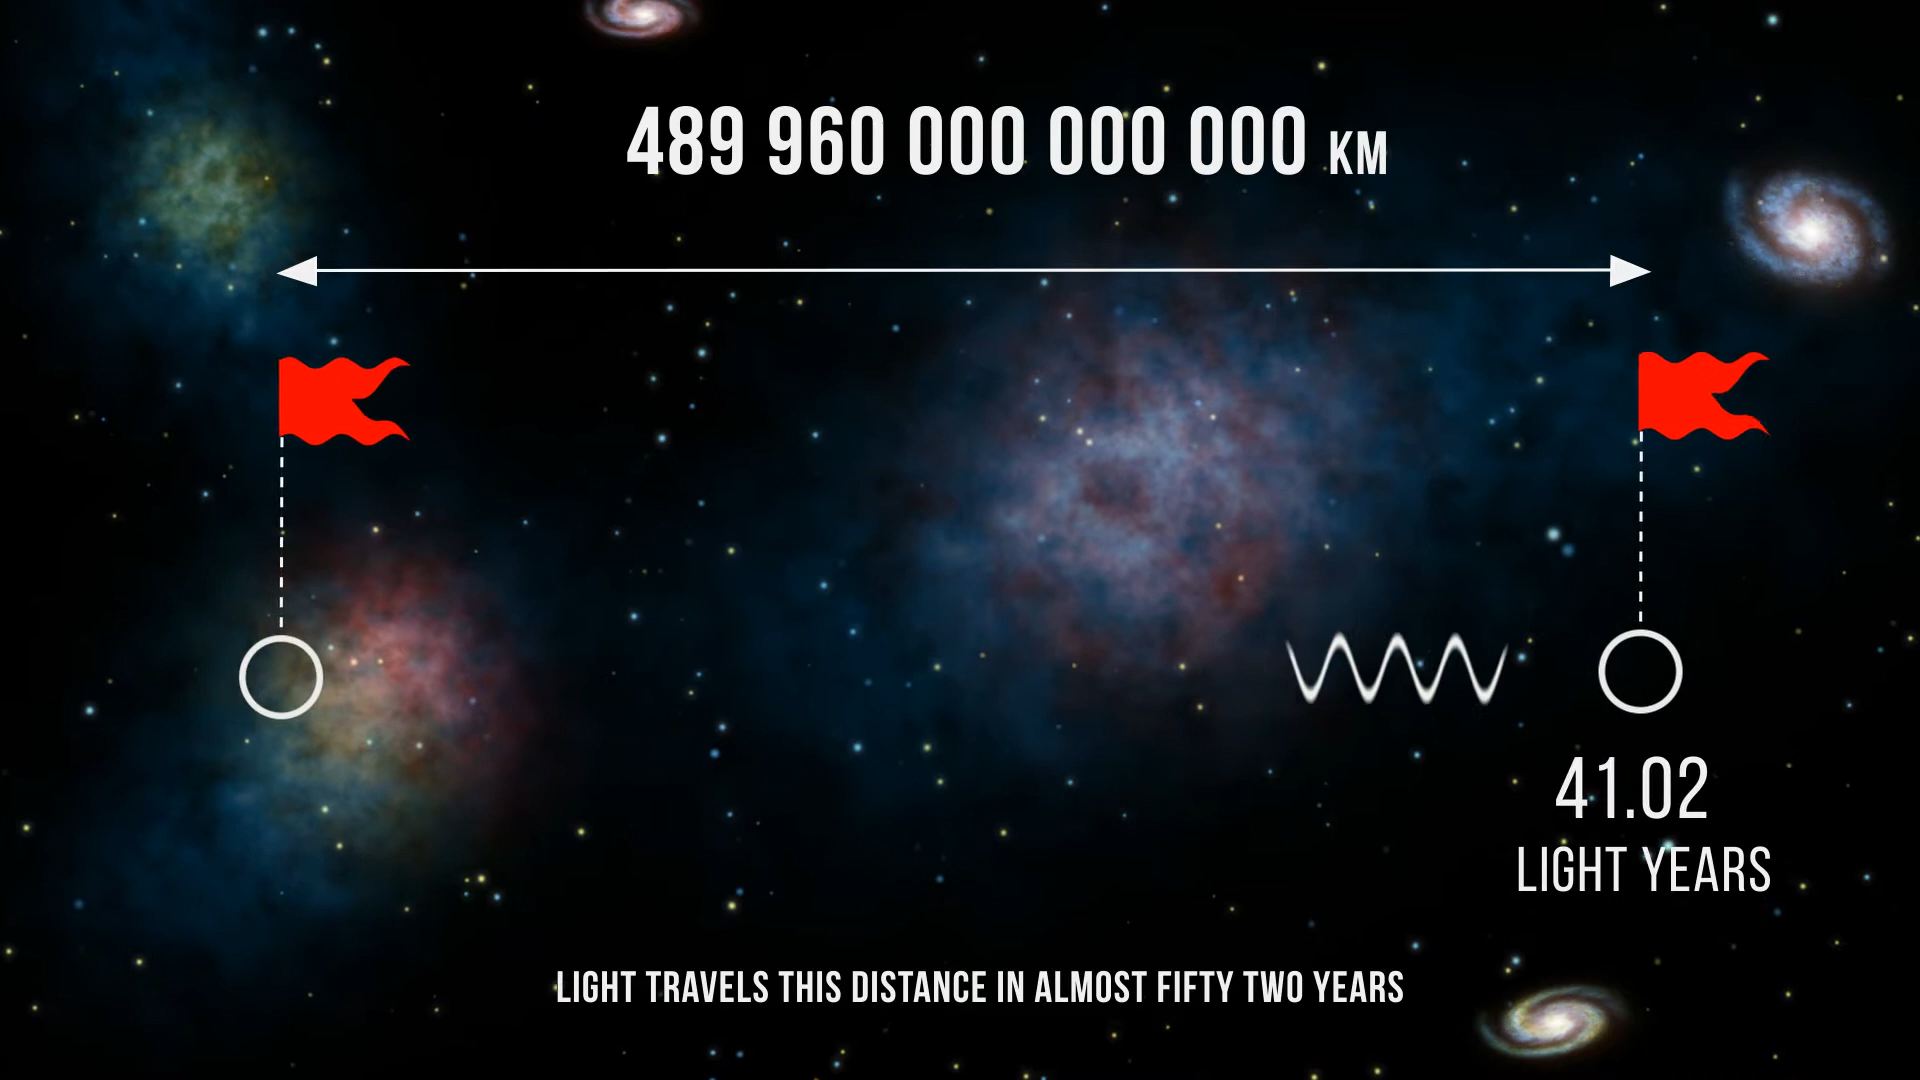 489 960 000 000 000 KM
41.02
LIGHT YEARS
LIGHT TRAVELS THIS DISTANCE IN ALMOST FIFTY TWO YEARS